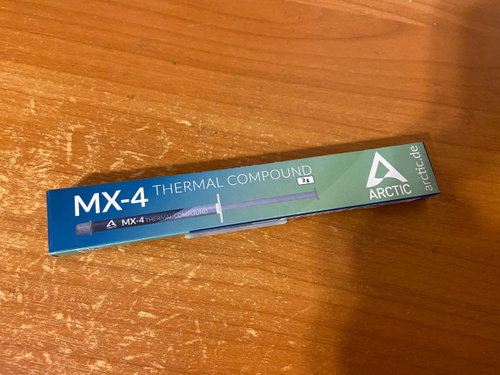 MX-4 THERMAL COMPOUND
2g
MX-4 THERMAL COMPOUND
ARCTIC
arctic.de